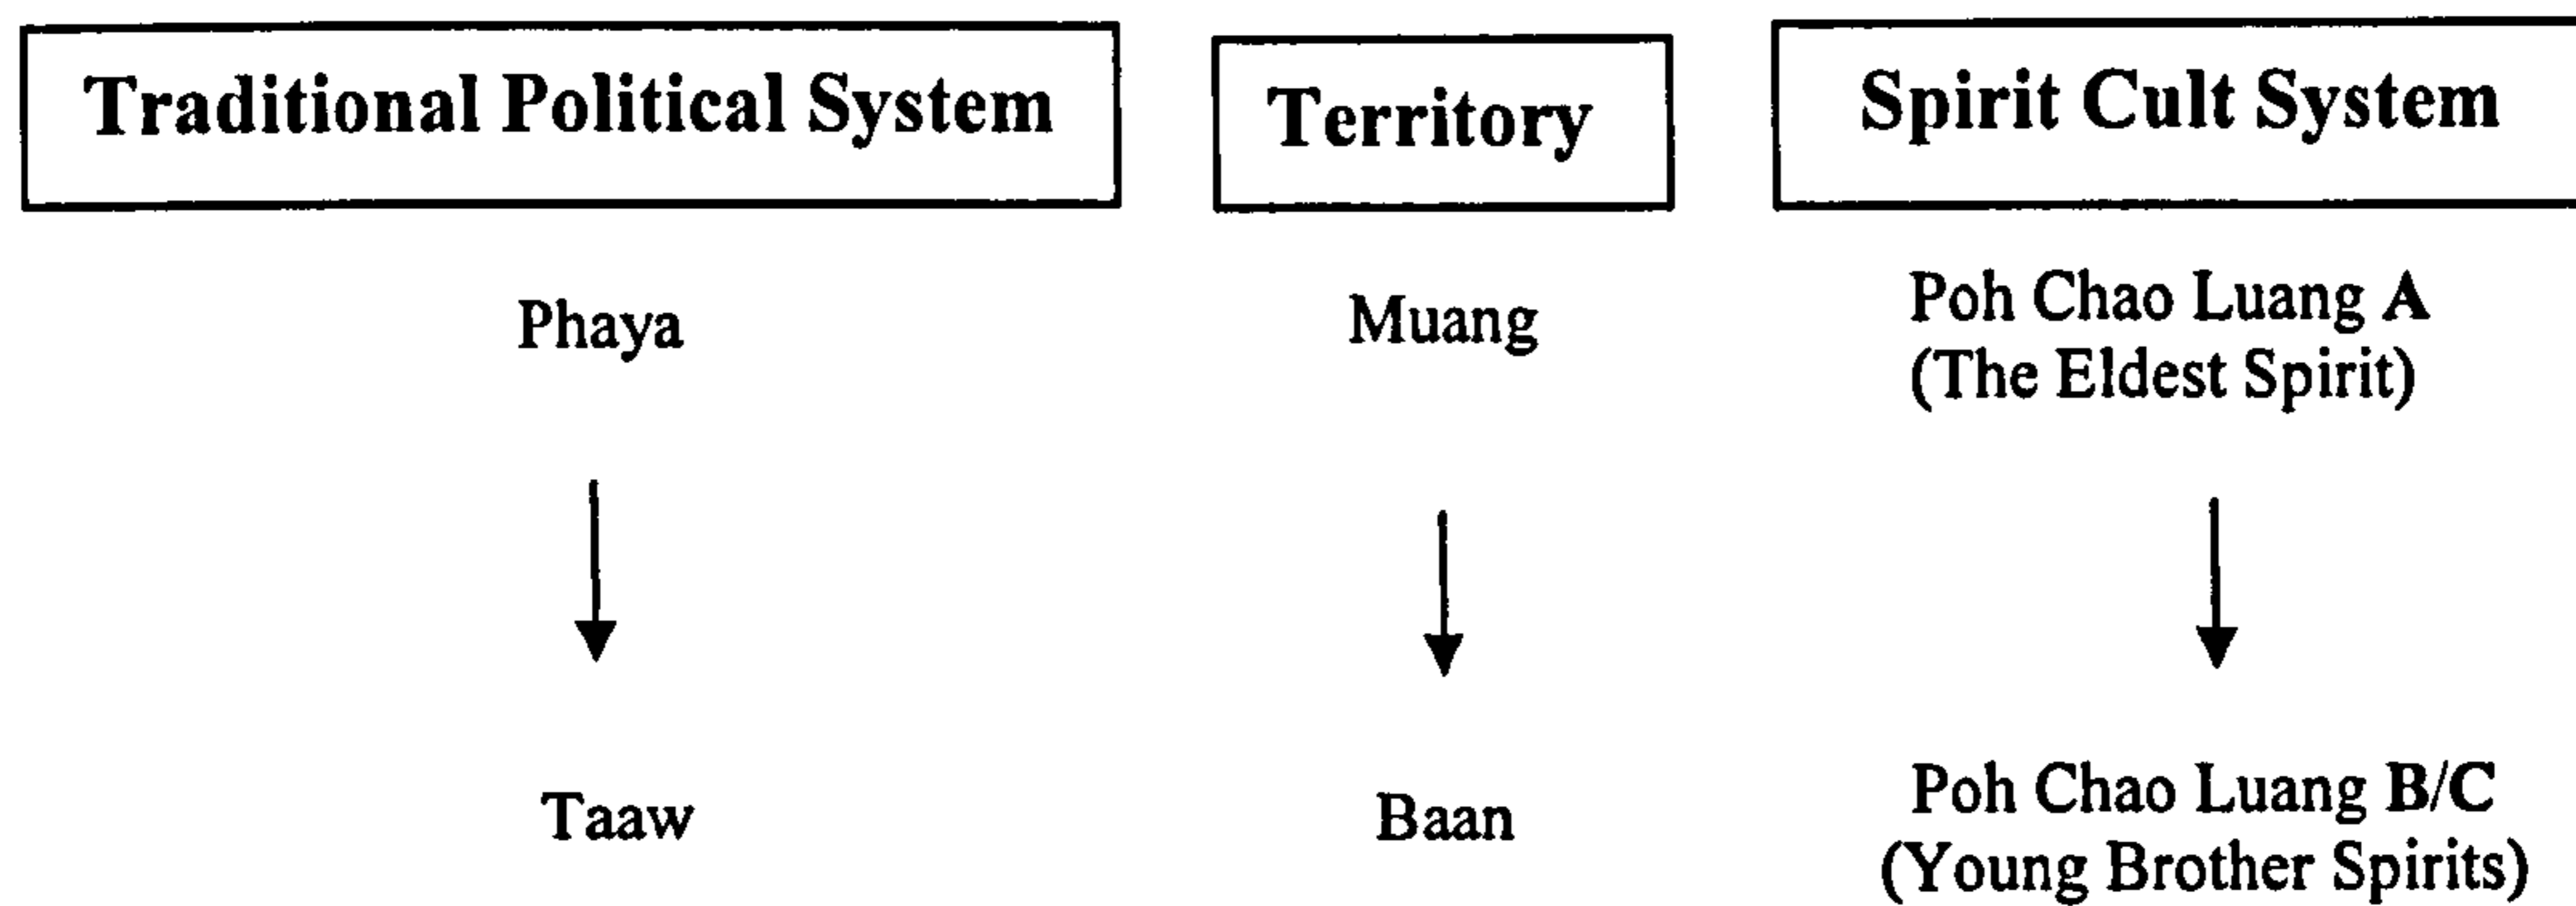 Traditional Political System
Territory
Spirit Cult System
Phaya
Muang
Poh Chao Luang A
(The Eldest Spirit)
Taaw
Baan
Poh Chao Luang B/C
(Young Brother Spirits)